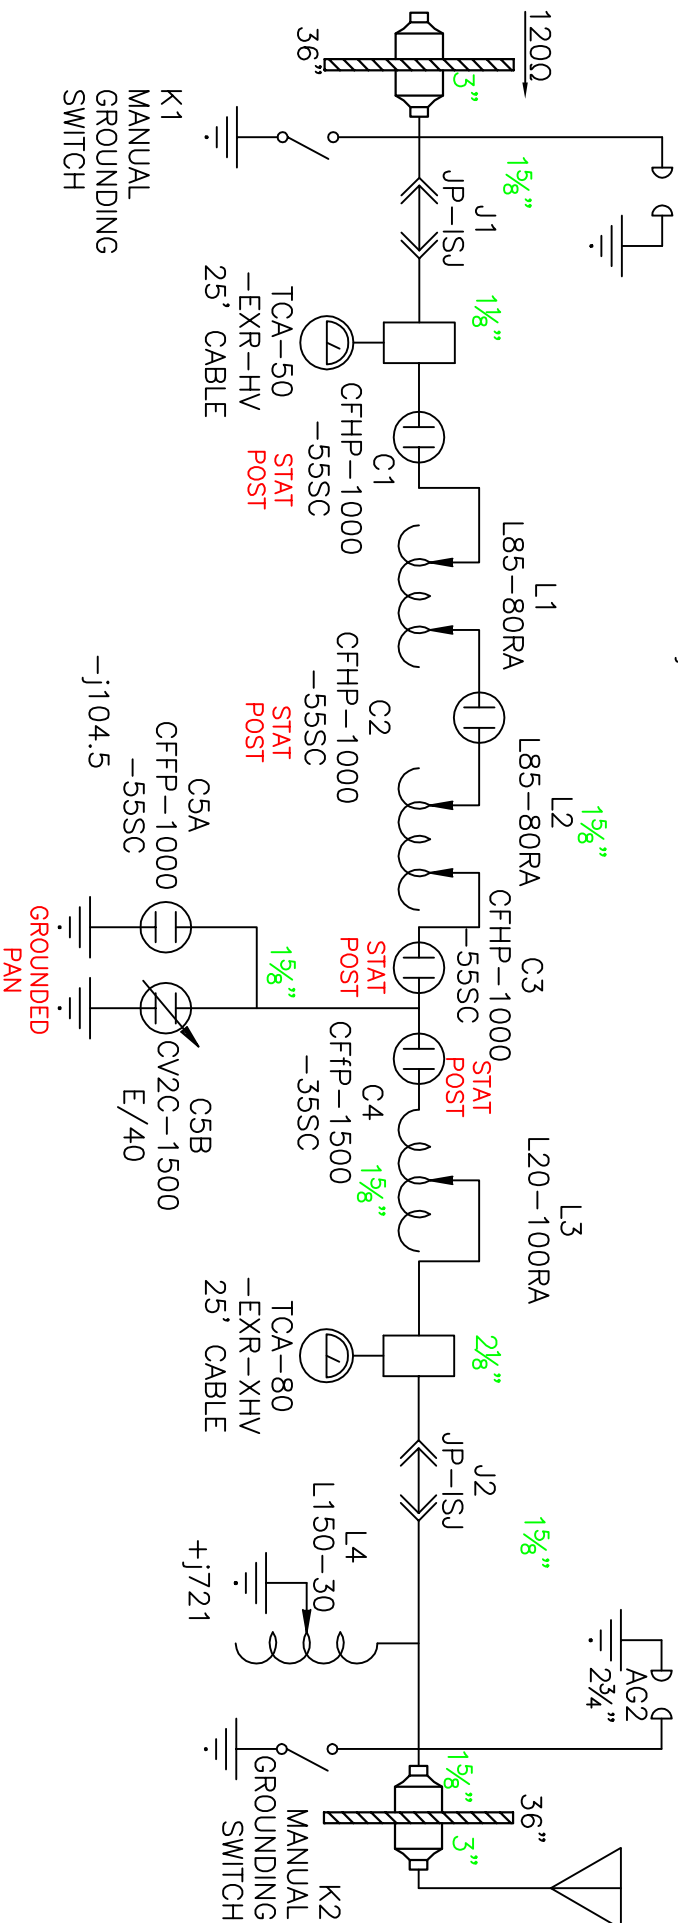 120Ω
36”
3”
K1
MANUAL
GROUNDING
SWITCH
1⅝”
J1
JP-ISJ
1⅛”
TCA-50
-EXR-HV
25’ CABLE
C1
CFHP-1000
-55SC
STAT
POST
L1
L85-80RA
C2
CFHP-1000
-55SC
STAT
POST
L2
L85-80RA
1⅝”
C3
CFHP-1000
-55SC
STAT
POST
-j104.5
C5A
CFFP-1000
-55SC
GROUNDED
PAN
1⅝”
C5B
CV2C-1500
E/40
STAT
POST
C4
CFfP-1500
-35SC
1⅝”
L3
L20-100RA
TCA-80
-EXR-XHV
25’ CABLE
2⅛”
J2
JP-ISJ
1⅝”
L4
L150-30
+j721
AG2
2¾”
K2
MANUAL
GROUNDING
SWITCH
1⅝”
36”
3”